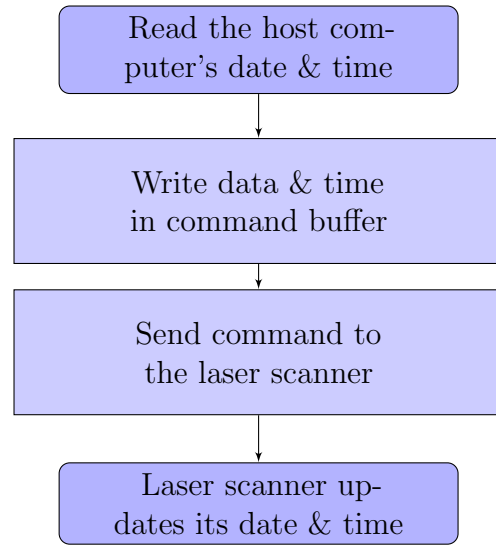 Read the host com-
puter's date & time
Write data & time
in command buffer
Send command to
the laser scanner
Laser scanner up-
dates its date & time